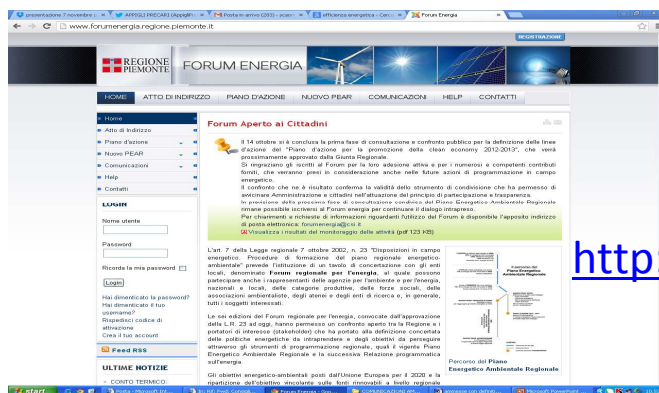 presentazione 7 novembre
APPIGLI PRECARI
Posta in arrivo (203)
efficienza energetica - Cerc
Forum Energia
www.forumenergia.regione.piemonte.it
REGISTRAZIONE
REGIONE
PIEMONTE
FORUM ENERGIA
HOME ATTO DI INDIRIZZO PIANO D'AZIONE NUOVO PEAR COMUNICAZIONI HELP CONTATTI
Home
Atto di Indirizzo
Piano d'azione
Nuovo PEAR
Comunicazioni
Help
Contatti
LOGIN
Nome utente
Password
Ricorda la mia password
Login
Hai dimenticato la password?
Hai dimenticato il tuo
username?
Rispedisci codice di
attivazione
Crea il tuo account
Feed RSS
ULTIME NOTIZIE
CONTO TERMICO:
Forum Aperto ai Cittadini
Il 14 ottobre si è conclusa la prima fase di consultazione e confronto pubblico per la definizione delle linee
d'azione del "Piano d'azione per la promozione della clean economy 2012-2013", che verrà
prossimamente approvato dalla Giunta Regionale.
Si ringraziano gli iscritti al Forum per la loro adesione attiva e per i numerosi e competenti contributi
forniti, che verranno presi in considerazione anche nelle future azioni di programmazione in campo
energetico.
Il confronto che ne è risultato conferma la validità dello strumento di condivisione che ha permesso di
avvicinare Amministrazione e cittadini nell'attuazione del principio di partecipazione e trasparenza.
In previsione della prossima fase di consultazione condivisa del Piano Energetico Ambientale Regionale
rimane possibile iscriversi al Forum energia per continuare il dialogo intrapreso.
Per chiarimenti e richieste di informazioni riguardenti l'utilizzo del Forum è disponibile l'apposito indirizzo
di posta elettronica: forumenergia@csi.it
Visualizza i risultati del monitoraggio delle attività (pdf 123 KB)
L'art. 7 della Legge regionale 7 ottobre 2002, n. 23 "Disposizioni in campo
energetico. Procedure di formazione del piano regionale energetico-
ambientale" prevede l'istituzione di un tavolo di concertazione con gli enti
locali, denominato Forum regionale per l'energia, al quale possono
partecipare anche i rappresentanti delle agenzie per l'ambiente e per l'energia,
nazionali e locali, delle categorie produttive, delle forze sociali, delle
associazioni ambientaliste, degli atenei e degli enti di ricerca e, in generale,
tutti i soggetti interessati.
Le sei edizioni del Forum regionale per l'energia, convocate dall'approvazione
della L.R. 23 ad oggi, hanno permesso un confronto aperto tra la Regione e i
portatori di interesse (stakeholder) che ha portato alla definizione concertata
delle politiche energetiche da intraprendere e degli obiettivi da perseguire
attraverso gli strumenti di programmazione regionale, quali il vigente Piano
Energetico Ambientale Regionale e la successiva Relazione programmatica
sull'energia.
Gli obiettivi energetico-ambientali posti dall'Unione Europea per il 2020 e la
ripartizione dell'obiettivo vincolante sulle fonti rinnovabili a livello regionale
Il percorso del
Piano Energetico
Ambientale Regionale
Percorso del Piano
Energetico Ambientale Regionale
http:
start
Posta - Microsoft Int
Forum Energia - Goo
Microsoft PowerPoint